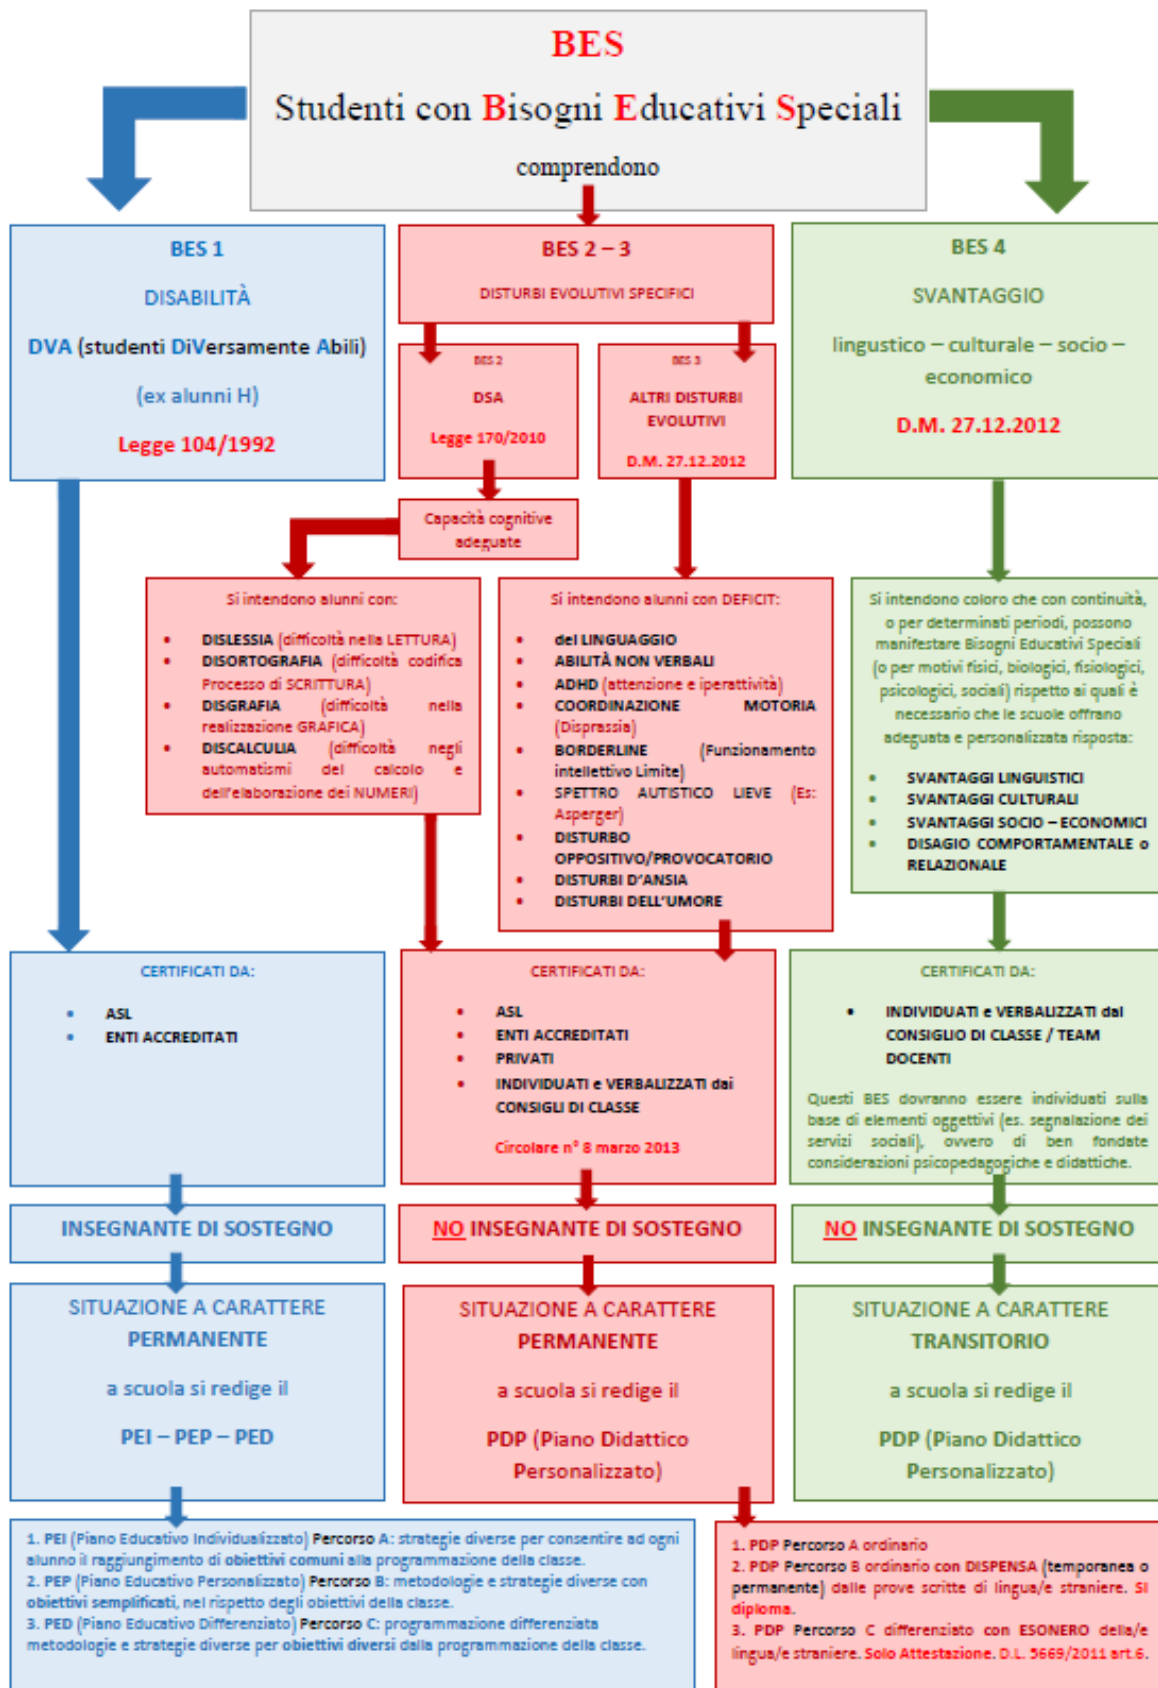 BES
Studenti con Bisogni Educativi Speciali
comprendono
BES 1
DISABILITÀ
DVA (studenti DiVersamente Abili)
(ex alunni H)
Legge 104/1992
BES 2 – 3
DISTURBI EVOLUTIVI SPECIFICI
BES 2
DSA
Legge 170/2010
BES 3
ALTRI DISTURBI
EVOLUTIVI
D.M. 27.12.2012
BES 4
SVANTAGGIO
lingustico – culturale – socio –
economico
D.M. 27.12.2012
Capacità cognitive
adeguate
Si intendono alunni con:
• DISLESSIA (difficoltà nella LETTURA)
• DISORTOGRAFIA (difficoltà codifica
Processo di SCRITTURA)
• DISGRAFIA (difficoltà nella
realizzazione GRAFICA)
• DISCALCULIA (difficoltà negli
automatismi del calcolo e
dell'elaborazione dei NUMERI)
Si intendono alunni con DEFICIT:
• del LINGUAGGIO
• ABILITÀ NON VERBALI
• ADHD (attenzione e iperattività)
• COORDINAZIONE MOTORIA
(Disprassia)
• BORDERLINE (Funzionamento
intellettivo Limite)
• SPETTRO AUTISTICO LIEVE (Es:
Asperger)
• DISTURBO
OPPOSITIVO/PROVOCATORIO
• DISTURBI D'ANSIA
• DISTURBI DELL'UMORE
Si intendono coloro che con continuità,
o per determinati periodi, possono
manifestare Bisogni Educativi Speciali
(o per motivi fisici, biologici, fisiologici,
psicologici, sociali) rispetto ai quali è
necessario che le scuole offrano
adeguata e personalizzata risposta:
• SVANTAGGI LINGUISTICI
• SVANTAGGI CULTURALI
• SVANTAGGI SOCIO – ECONOMICI
• DISAGIO COMPORTAMENTALE o
RELAZIONALE
CERTIFICATI DA:
• ASL
• ENTI ACCREDITATI
CERTIFICATI DA:
• ASL
• ENTI ACCREDITATI
• PRIVATI
• INDIVIDUATI e VERBALIZZATI dai
CONSIGLI DI CLASSE
Circolare n° 8 marzo 2013
CERTIFICATI DA:
• INDIVIDUATI e VERBALIZZATI dal
CONSIGLIO DI CLASSE / TEAM
DOCENTI
Questi BES dovranno essere individuati sulla
base di elementi oggettivi (es. segnalazione dei
servizi sociali), ovvero di ben fondate
considerazioni psicopedagogiche e didattiche.
INSEGNANTE DI SOSTEGNO
NO INSEGNANTE DI SOSTEGNO
NO INSEGNANTE DI SOSTEGNO
SITUAZIONE A CARATTERE
PERMANENTE
a scuola si redige il
PEI – PEP – PED
SITUAZIONE A CARATTERE
PERMANENTE
a scuola si redige il
PDP (Piano Didattico
Personalizzato)
SITUAZIONE A CARATTERE
TRANSITORIO
a scuola si redige il
PDP (Piano Didattico
Personalizzato)
1. PEI (Piano Educativo Individualizzato) Percorso A: strategie diverse per consentire ad ogni
alunno il raggiungimento di obiettivi comuni alla programmazione della classe.
2. PEP (Piano Educativo Personalizzato) Percorso B: metodologie e strategie diverse con
obiettivi semplificati, nel rispetto degli obiettivi della classe.
3. PED (Piano Educativo Differenziato) Percorso C: programmazione differenziata
metodologie e strategie diverse per obiettivi diversi dalla programmazione della classe.
1. PDP Percorso A ordinario
2. PDP Percorso B ordinario con DISPENSA (temporanea o
permanente) dalle prove scritte di lingua/e straniere. Si
diploma.
3. PDP Percorso C differenziato con ESONERO della/e
lingua/e straniere. Solo Attestazione. D.L. 5669/2011 art.6.